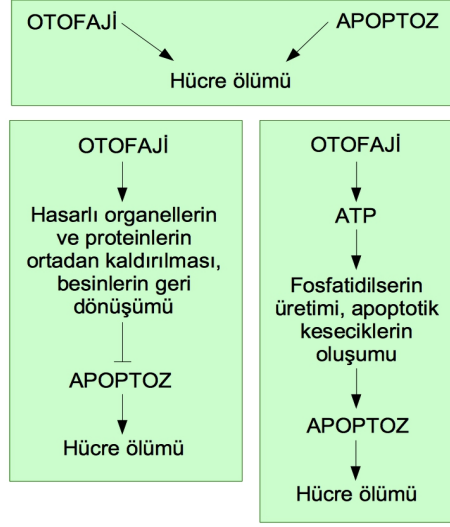 OTOFAJİ
APOPTOZ
Hücre ölümü
OTOFAJİ
Hasarlı organellerin
ve proteinlerin
ortadan kaldırılması,
besinlerin geri
dönüşümü
APOPTOZ
Hücre ölümü
OTOFAJİ
ATP
Fosfatidilserin
üretimi, apoptotik
keseciklerin
oluşumu
APOPTOZ
Hücre ölümü